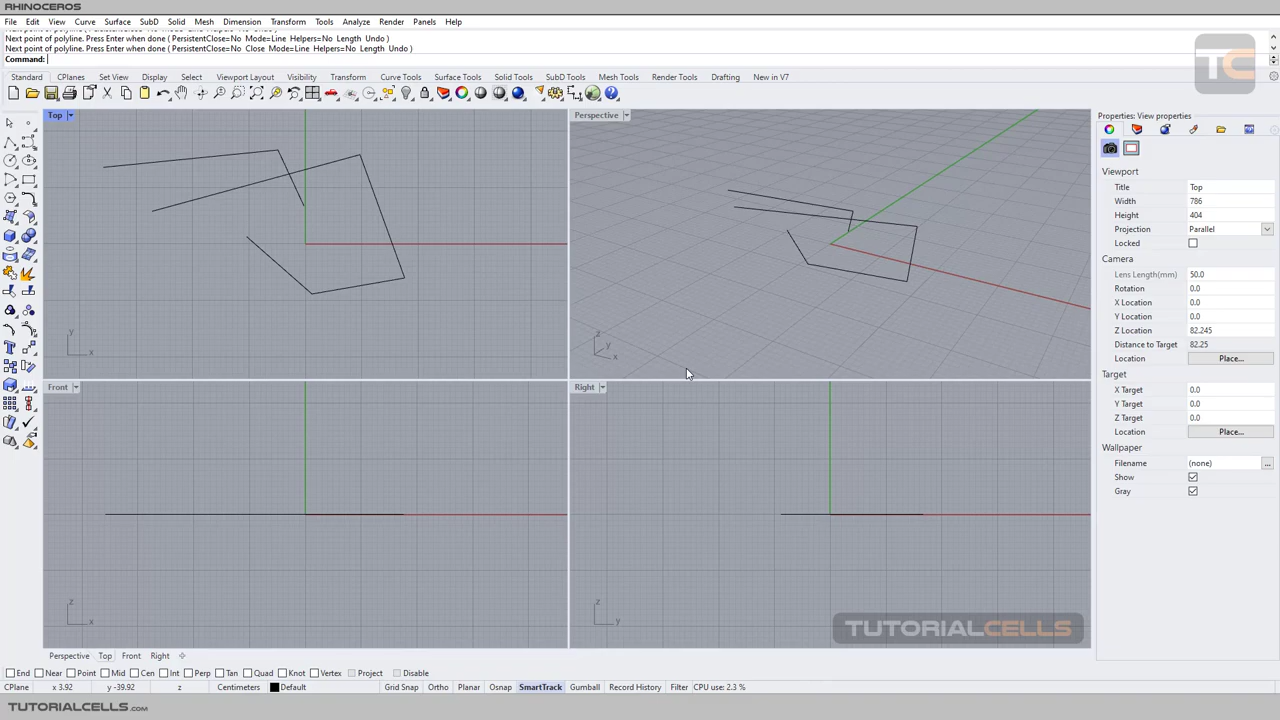 RHINOCEROS
File Edit View Curve Surface SubD Solid Mesh Dimension Transform Tools Analyze Render Panels Help
Next point of polyline. Press Enter when done ( PersistentClose=No Mode=Line Helpers=No Length Undo )
Next point of polyline. Press Enter when done ( PersistentClose=No Close Mode=Line Helpers=No Length Undo )
Command:
TC
Standard CPlanes Set View Display Select Viewport Layout Visibility Transform Curve Tools Surface Tools Solid Tools SubD Tools Mesh Tools Render Tools Drafting New in V7
Top
Perspective
Properties: View properties
Viewport
Title Top
Width 786
Height 404
Projection Parallel
Locked
Camera
Lens Length(mm) 50.0
Rotation 0.0
X Location 0.0
Y Location 0.0
Z Location 82.245
Distance to Target 82.25
Location Place...
Target
X Target 0.0
Y Target 0.0
Z Target 0.0
Location Place...
Wallpaper
Filename (none) ...
Show
Gray
y
x
z
y
x
Front
Right
z
x
z
y
TUTORIALCELLS
Perspective Top Front Right
End Near Point Mid Cen Int Perp Tan Quad Knot Vertex Project Disable
CPlane x 3.92 y -39.92 z Centimeters Default Grid Snap Ortho Planar Osnap SmartTrack Gumball Record History Filter CPU use: 2.3 %
TUTORIALCELLS.com